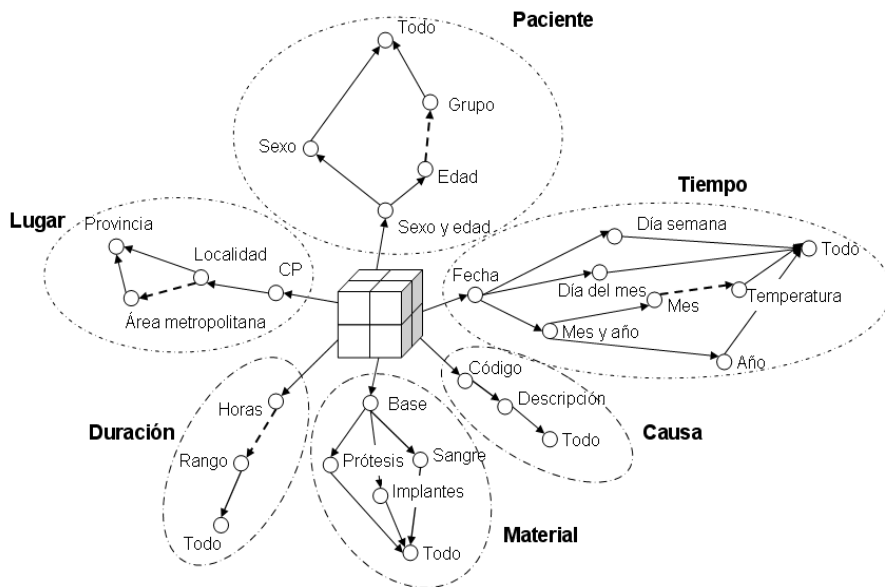 Paciente
Todo
Grupo
Sexo
Edad
Sexo y edad
Lugar
Provincia
Localidad
CP
Área metropolitana
Tiempo
Día semana
Todo
Fecha
Día del mes
Mes
Temperatura
Mes y año
Año
Duración
Horas
Rango
Todo
Base
Prótesis
Sangre
Implantes
Todo
Material
Código
Descripción
Todo
Causa